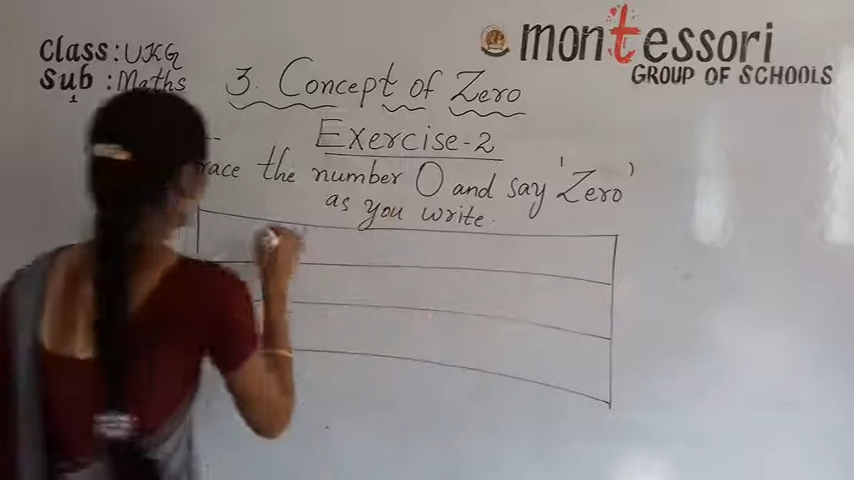 montessori
GROUP OF SCHOOLS
Class: UKG
Sub : Maths
3. Concept of Zero
Exercise-2
the number 0 and say 'Zero'
as you write.